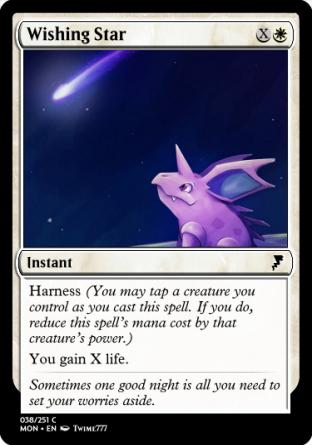 Wishing Star X
Instant
Harness (You may tap a creature you
control as you cast this spell. If you do,
reduce this spell's mana cost by that
creature's power.)
You gain X life.
Sometimes one good night is all you need to
set your worries aside.
038/251 C
MON • EN Twime777